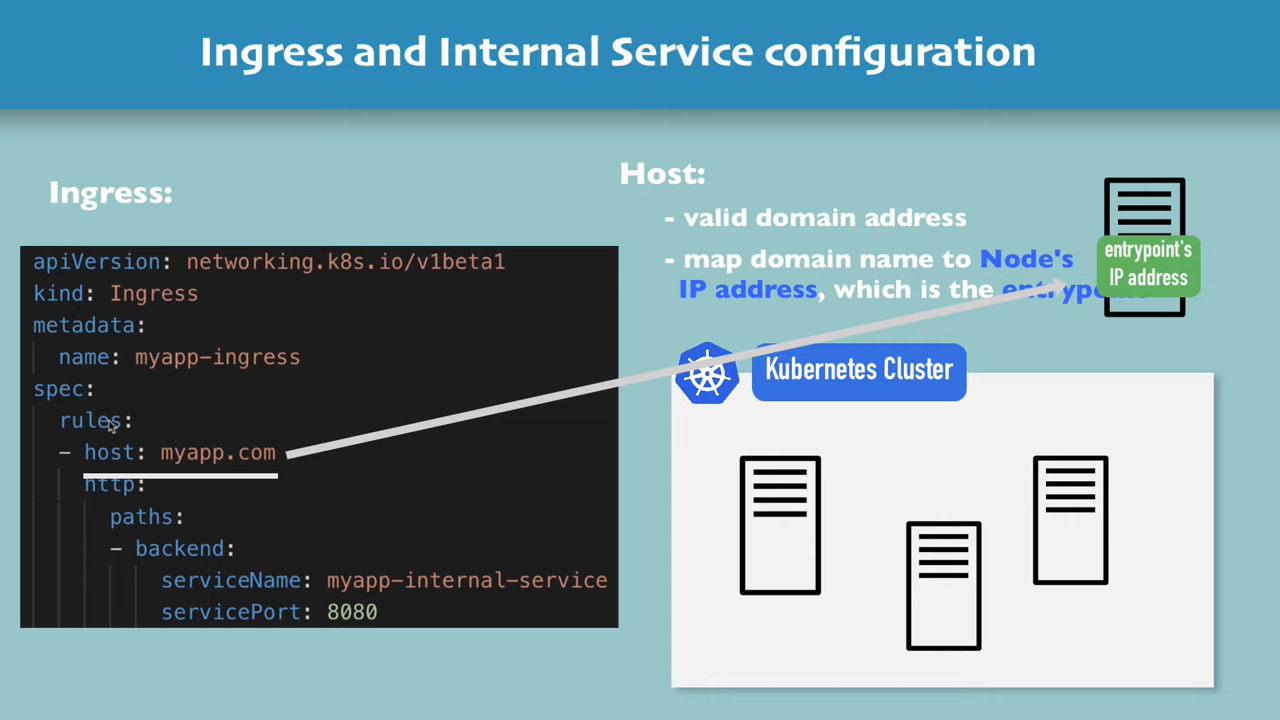 Ingress and Internal Service configuration
Ingress:
apiVersion: networking.k8s.io/v1beta1
kind: Ingress
metadata:
name: myapp-ingress
spec:
rules:
- host: myapp.com
http:
paths:
- backend:
serviceName: myapp-internal-service
servicePort: 8080
Host:
- valid domain address
- map domain name to Node's
IP address, which is the
entrypoint's
IP address
Kubernetes Cluster